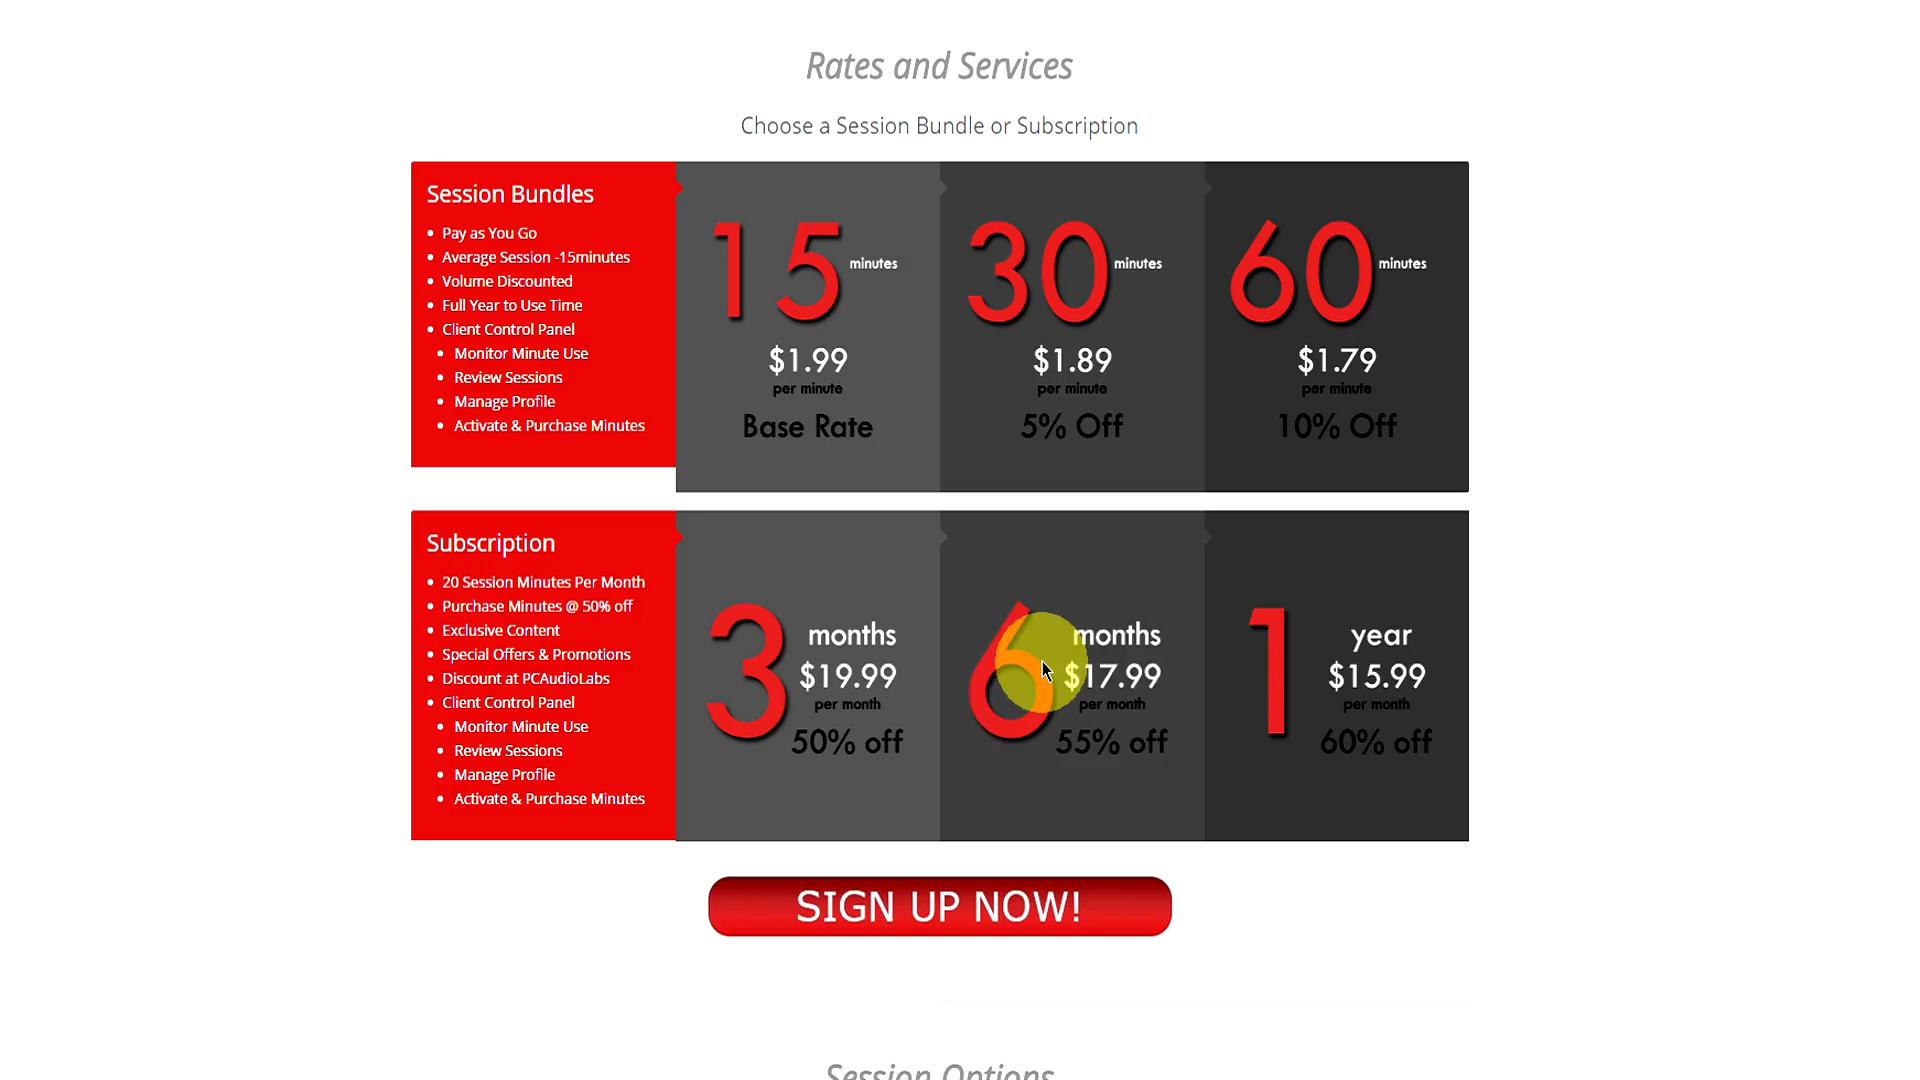 Rates and Services
Choose a Session Bundle or Subscription
Session Bundles
• Pay as You Go
• Average Session -15minutes
• Volume Discounted
• Full Year to Use Time
• Client Control Panel
• Monitor Minute Use
• Review Sessions
• Manage Profile
• Activate & Purchase Minutes
15 minutes
$1.99
per minute
Base Rate
30 minutes
$1.89
per minute
5% Off
60 minutes
$1.79
per minute
10% Off
Subscription
• 20 Session Minutes Per Month
• Purchase Minutes @ 50% off
• Exclusive Content
• Special Offers & Promotions
• Discount at PCAudioLabs
• Client Control Panel
• Monitor Minute Use
• Review Sessions
• Manage Profile
• Activate & Purchase Minutes
3 months
$19.99
per month
50% off
6 months
$17.99
per month
55% off
1 year
$15.99
per month
60% off
SIGN UP NOW!
Session Options